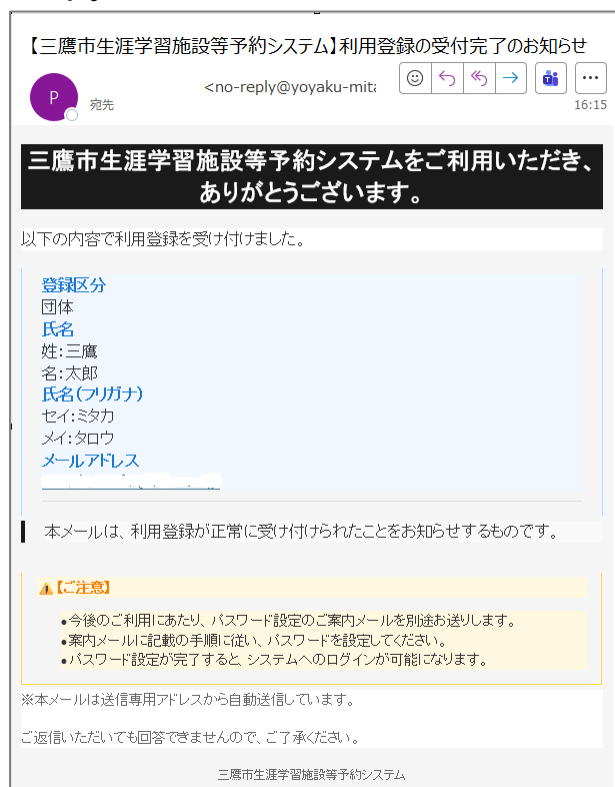 【三鷹市生涯学習施設等予約システム】利用登録の受付完了のお知らせ
P
<no-reply@yoyaku-mita
宛先
16:15
三鷹市生涯学習施設等予約システムをご利用いただき、
ありがとうございます。
以下の内容で利用登録を受け付けました。
登録区分
団体
氏名
姓:三鷹
名:太郎
氏名(フリガナ)
セイ:ミタカ
メイ:タロウ
メールアドレス
本メールは、利用登録が正常に受け付けられたことをお知らせするものです。
【ご注意】
•今後のご利用にあたり、パスワード設定のご案内メールを別途お送りします。
•案内メールに記載の手順に従い、パスワードを設定してください。
•パスワード設定が完了すると、システムへのログインが可能になります。
※本メールは送信専用アドレスから自動送信しています。
ご返信いただいても回答できませんので、ご了承ください。
三鷹市生涯学習施設等予約システム